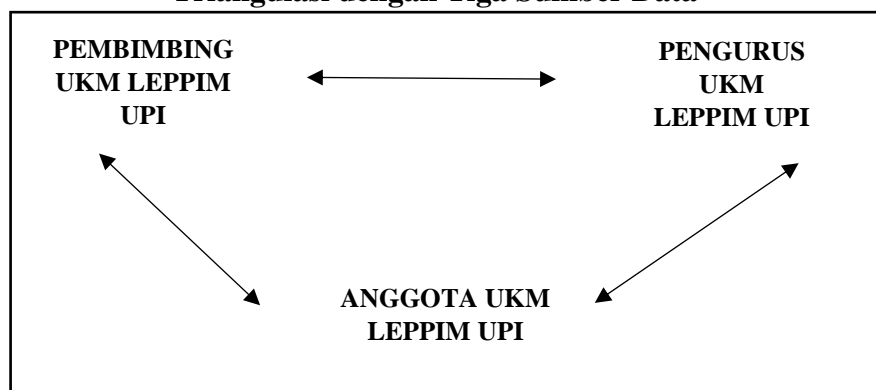 Triangulasi dengan Tiga Sumber Data
PEMBIMBING
UKM LEPPIM
UPI
PENGURUS
UKM
LEPPIM UPI
ANGGOTA UKM
LEPPIM UPI